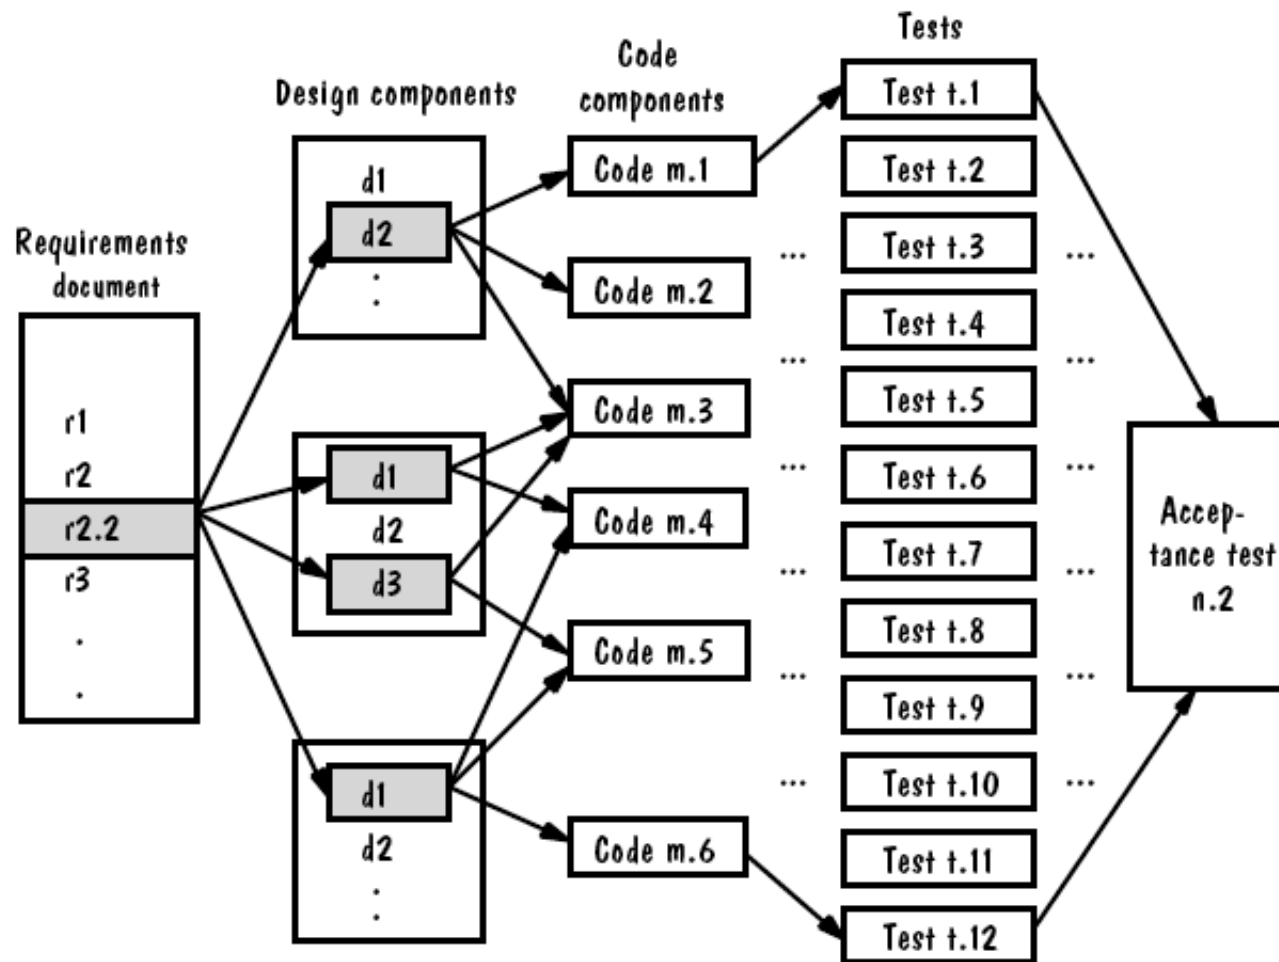 Requirements
document
r1
r2
r2.2
r3
.
.
Design components
d1
d2
.
.
d1
d2
d3
d1
d2
.
.
Code
components
Code m.1
Code m.2
Code m.3
Code m.4
Code m.5
Code m.6
...
...
...
...
...
...
Tests
Test t.1
Test t.2
Test t.3
Test t.4
Test t.5
Test t.6
Test t.7
Test t.8
Test t.9
Test t.10
Test t.11
Test t.12
...
...
...
...
...
...
Accep-
tance test
n.2